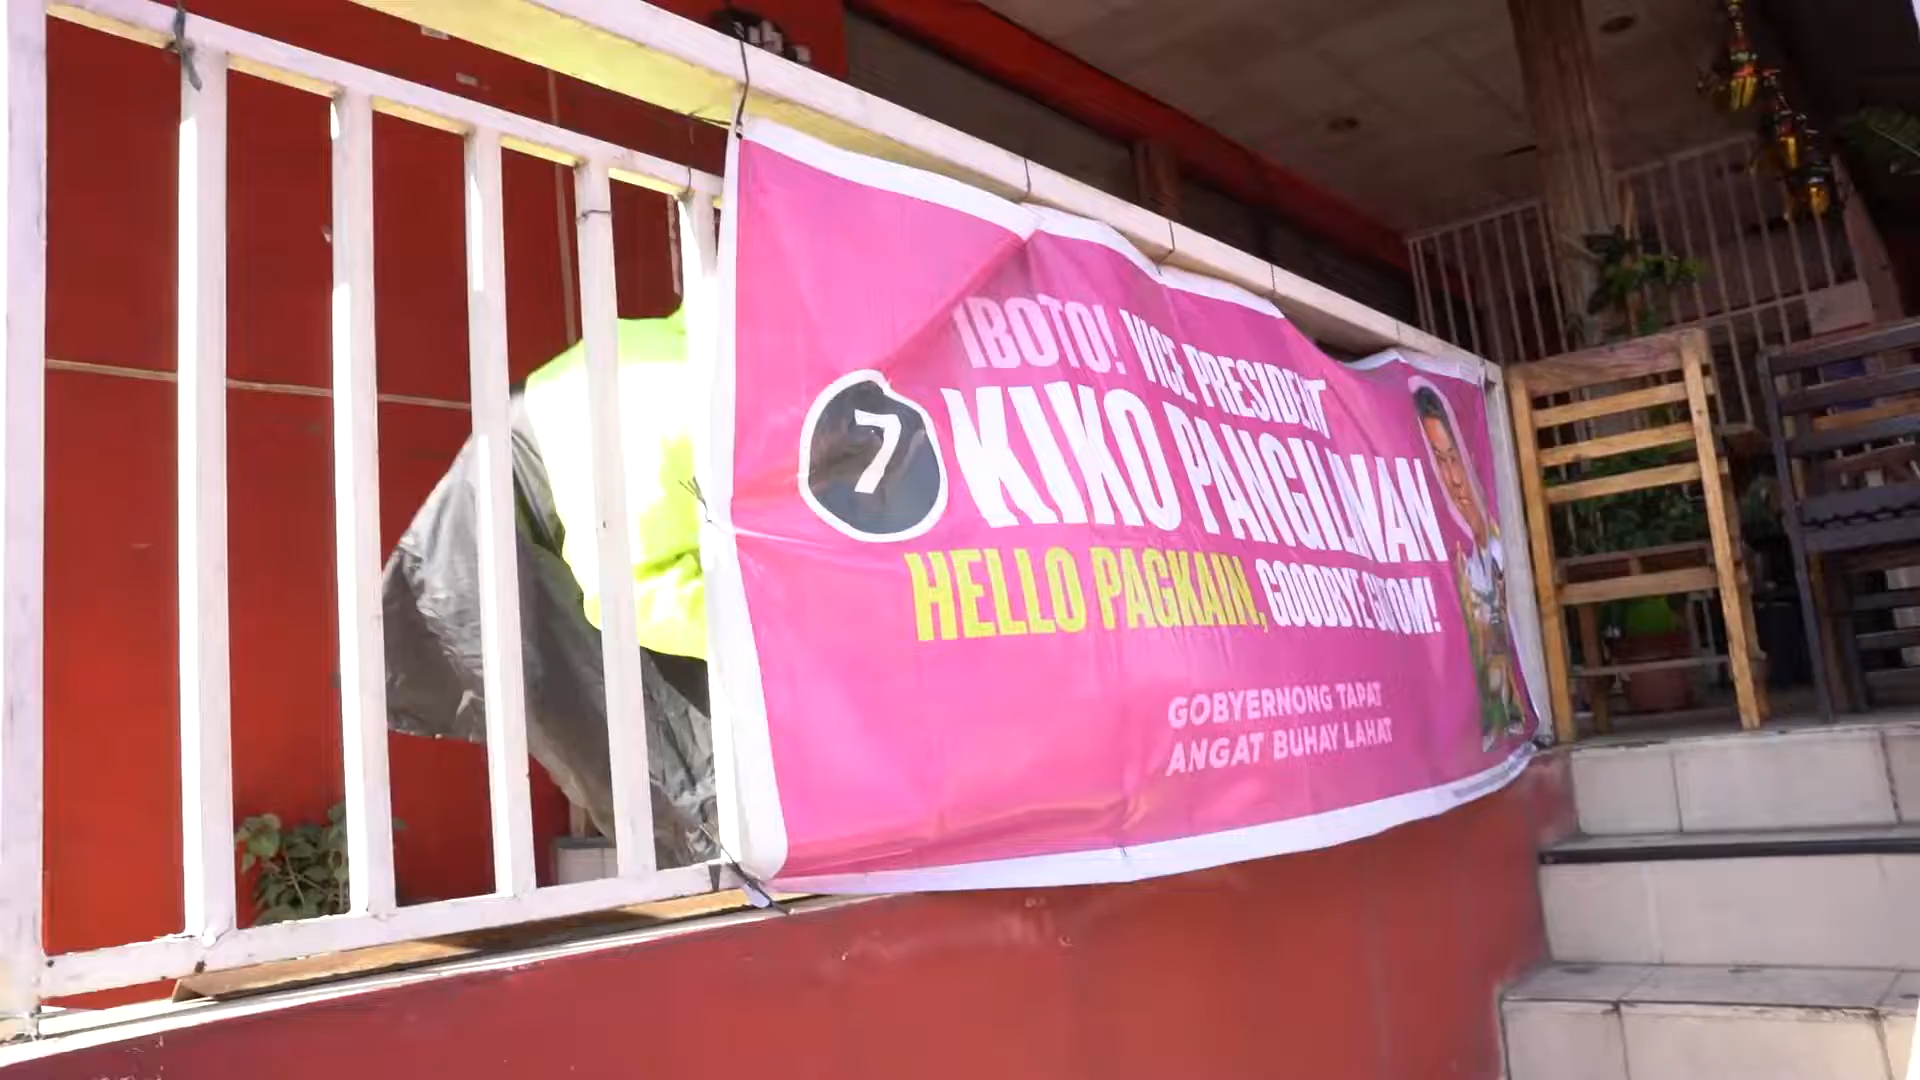 IBOTO! VICE PRESIDENT
7
KIKO PANGILINAN
HELLO PAGKAIN, GOODBYE GUTOM!
GOBYERNONG TAPAT
ANGAT BUHAY LAHAT